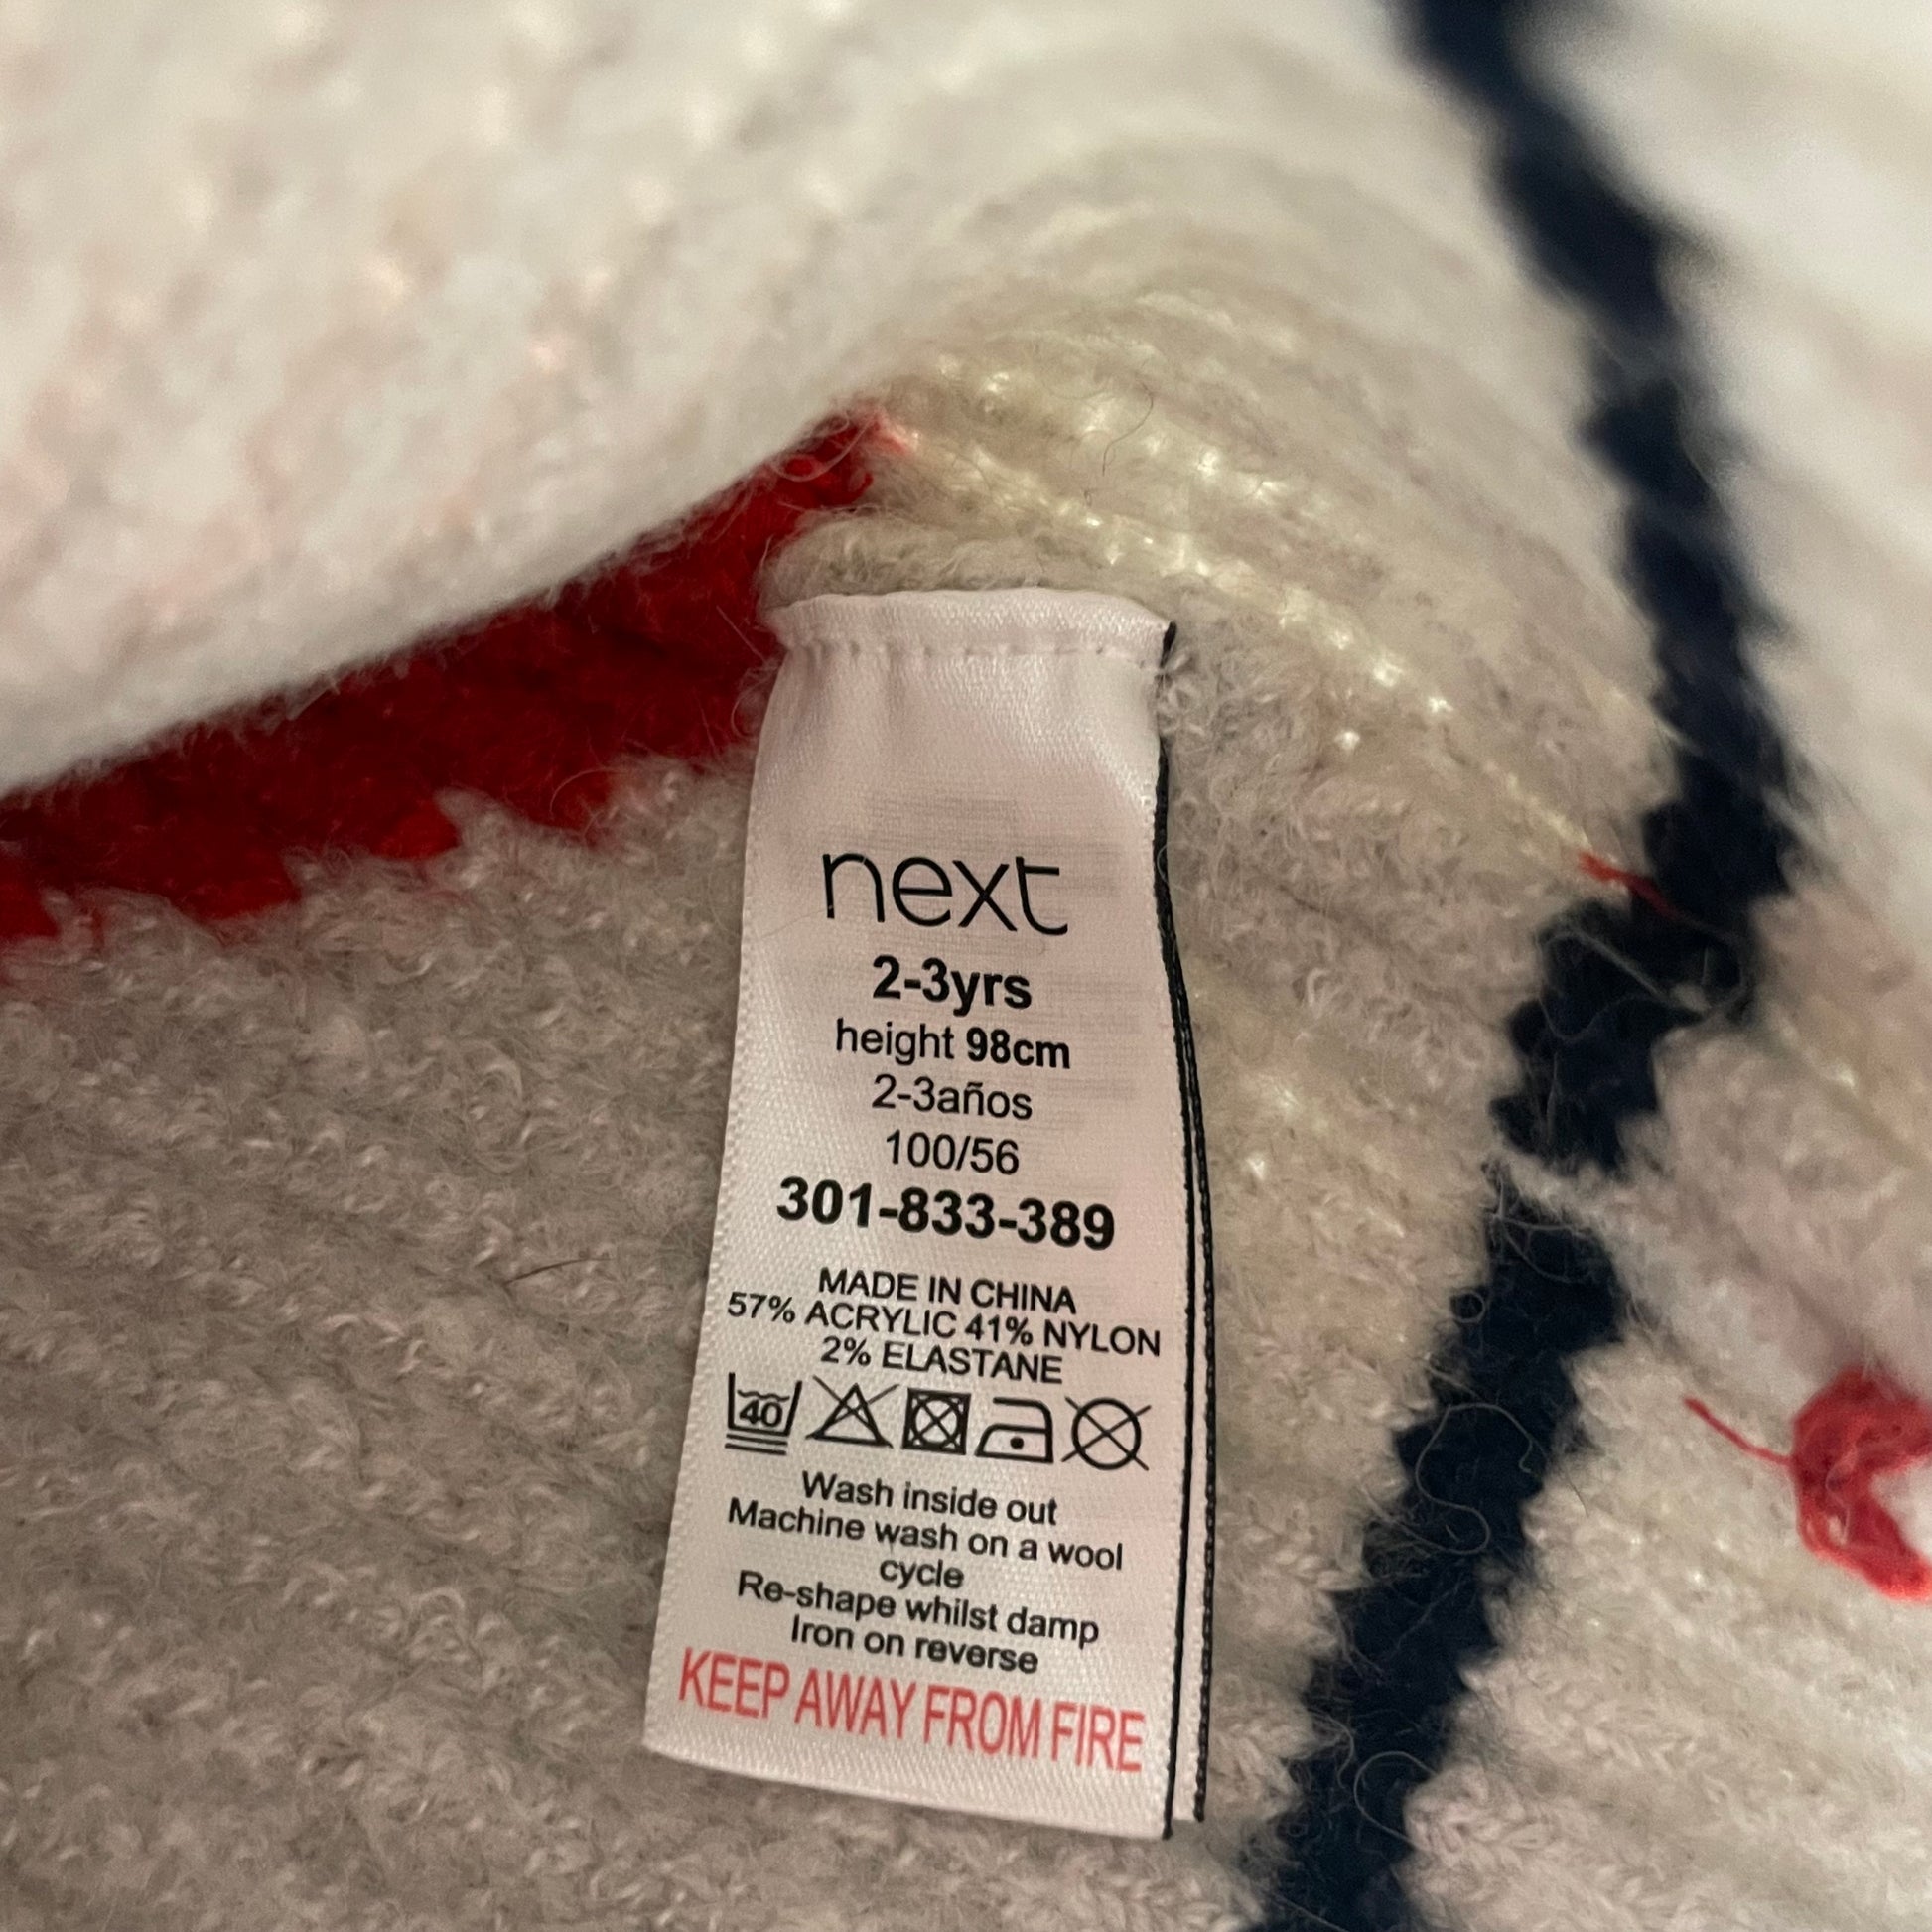 next
2-3yrs
height 98cm
2-3años
100/56
301-833-389
MADE IN CHINA
57% ACRYLIC 41% NYLON
2% ELASTANE
40
Wash inside out
Machine wash on a wool
cycle
Re-shape whilst damp
Iron on reverse
KEEP AWAY FROM FIRE